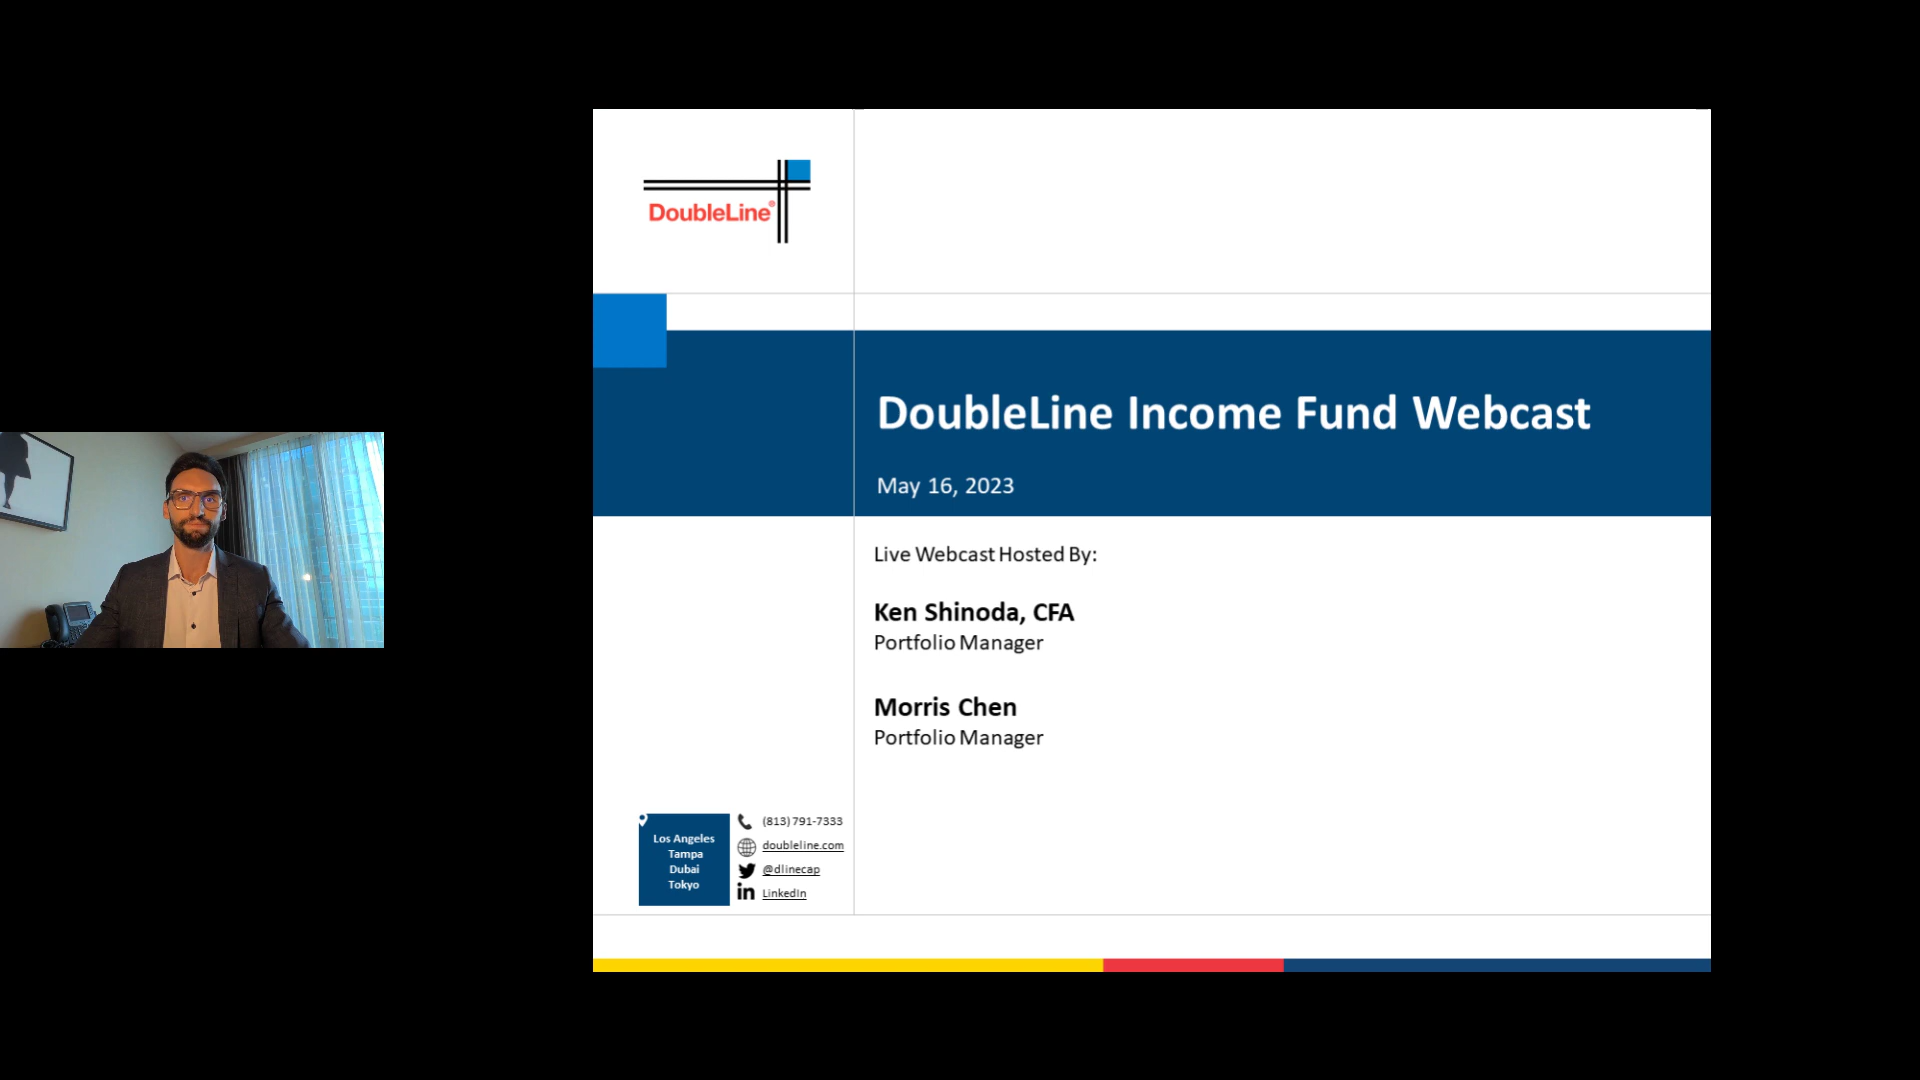 DoubleLine®
DoubleLine Income Fund Webcast
May 16, 2023
Live Webcast Hosted By:
Ken Shinoda, CFA
Portfolio Manager
Morris Chen
Portfolio Manager
Los Angeles
Tampa
Dubai
Tokyo
(813) 791-7333
doubleline.com
@dlinecap
in LinkedIn